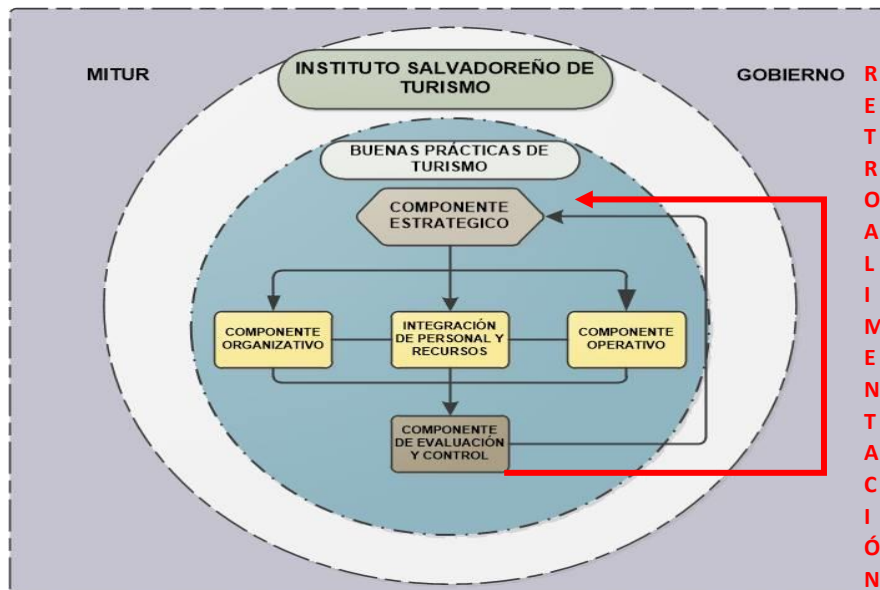 MITUR
INSTITUTO SALVADOREÑO DE
TURISMO
GOBIERNO
BUENAS PRÁCTICAS DE
TURISMO
COMPONENTE
ESTRATEGICO
COMPONENTE
ORGANIZATIVO
INTEGRACIÓN
DE PERSONAL Y
RECURSOS
COMPONENTE
OPERATIVO
COMPONENTE
DE EVALUACIÓN
Y CONTROL
R
E
T
R
O
A
L
I
M
E
N
T
A
C
I
Ó
N